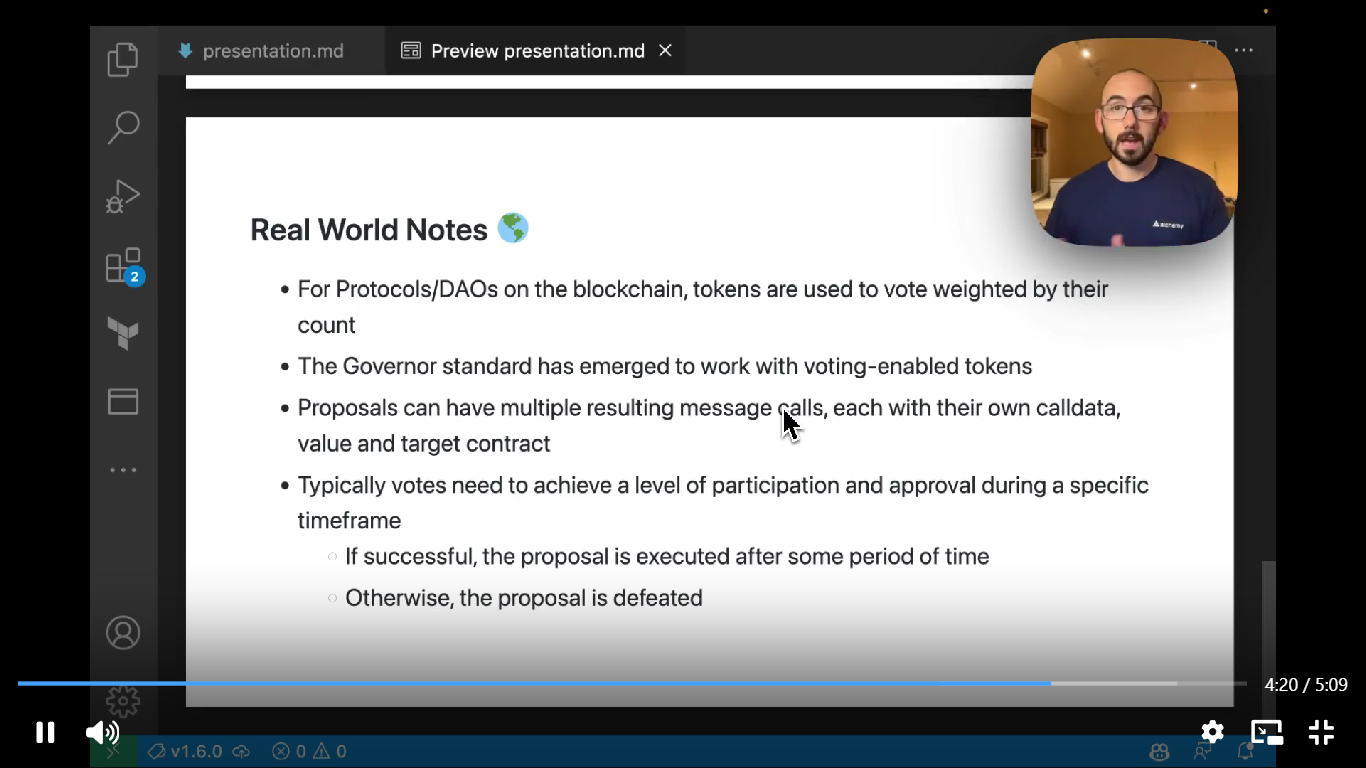 presentation.md
Preview presentation.md
Real World Notes
For Protocols/DAOs on the blockchain, tokens are used to vote weighted by their
count
The Governor standard has emerged to work with voting-enabled tokens
Proposals can have multiple resulting message calls, each with their own calldata,
value and target contract
Typically votes need to achieve a level of participation and approval during a specific
timeframe
If successful, the proposal is executed after some period of time
Otherwise, the proposal is defeated
alchemy
2
4:20 / 5:09
v1.6.0
0
0